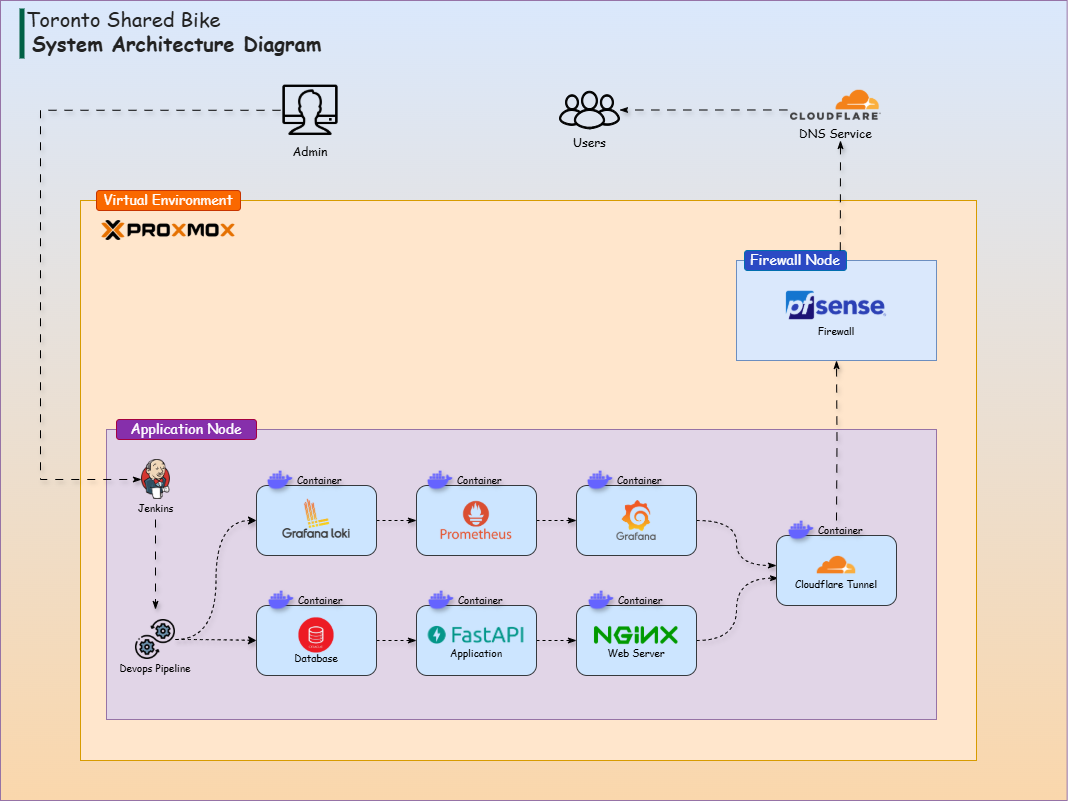 Toronto Shared Bike
System Architecture Diagram
Admin
Users
CLOUDFLARE
DNS Service
Virtual Environment
PROXMOX
Firewall Node
pfsense
Firewall
Application Node
Jenkins
Container
Grafana loki
Container
Prometheus
Container
Grafana
Container
Cloudflare Tunnel
Devops Pipeline
Container
Database
Container
FastAPI
Application
Container
NGINX
Web Server